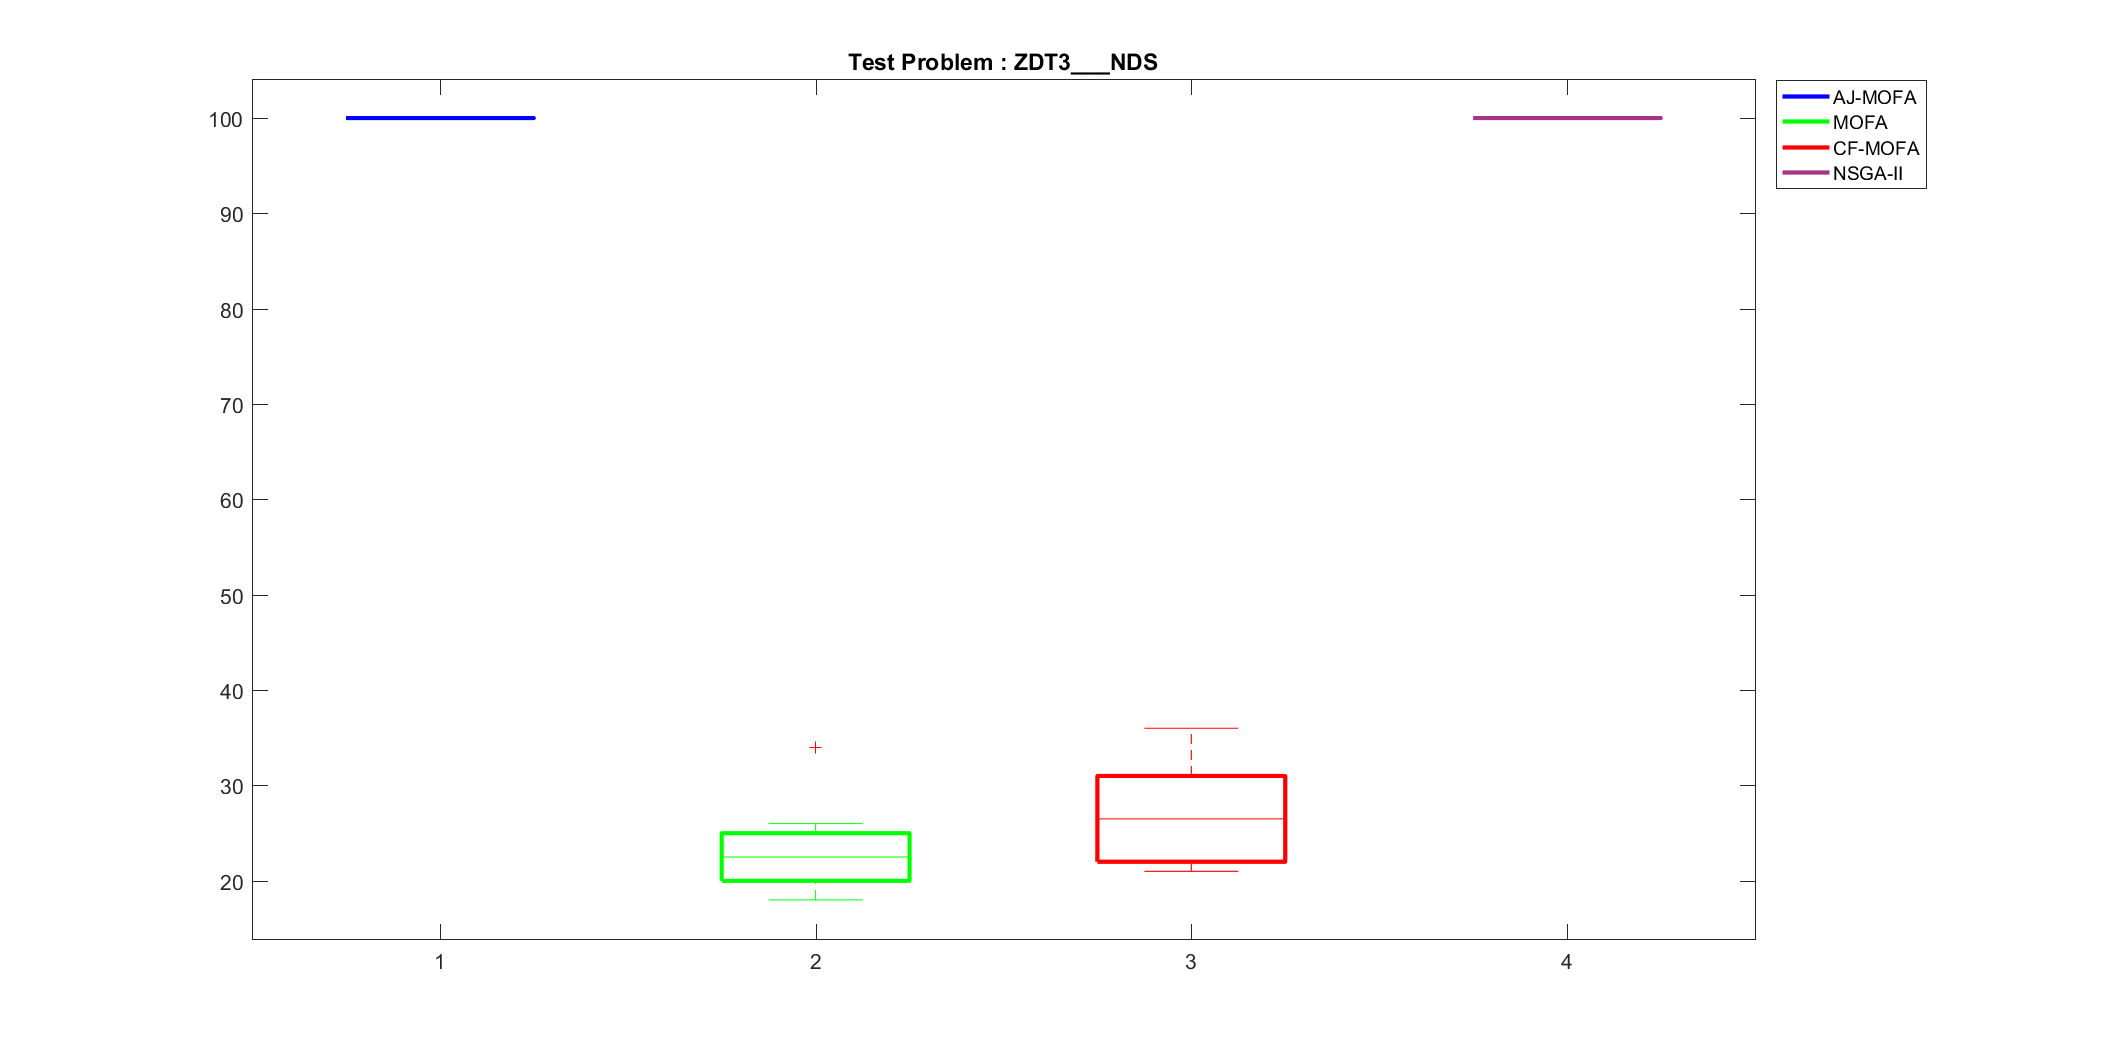 Test Problem : ZDT3___NDS
AJ-MOFA
MOFA
CF-MOFA
NSGA-II
100
90
80
70
60
50
40
30
20
1 2 3 4